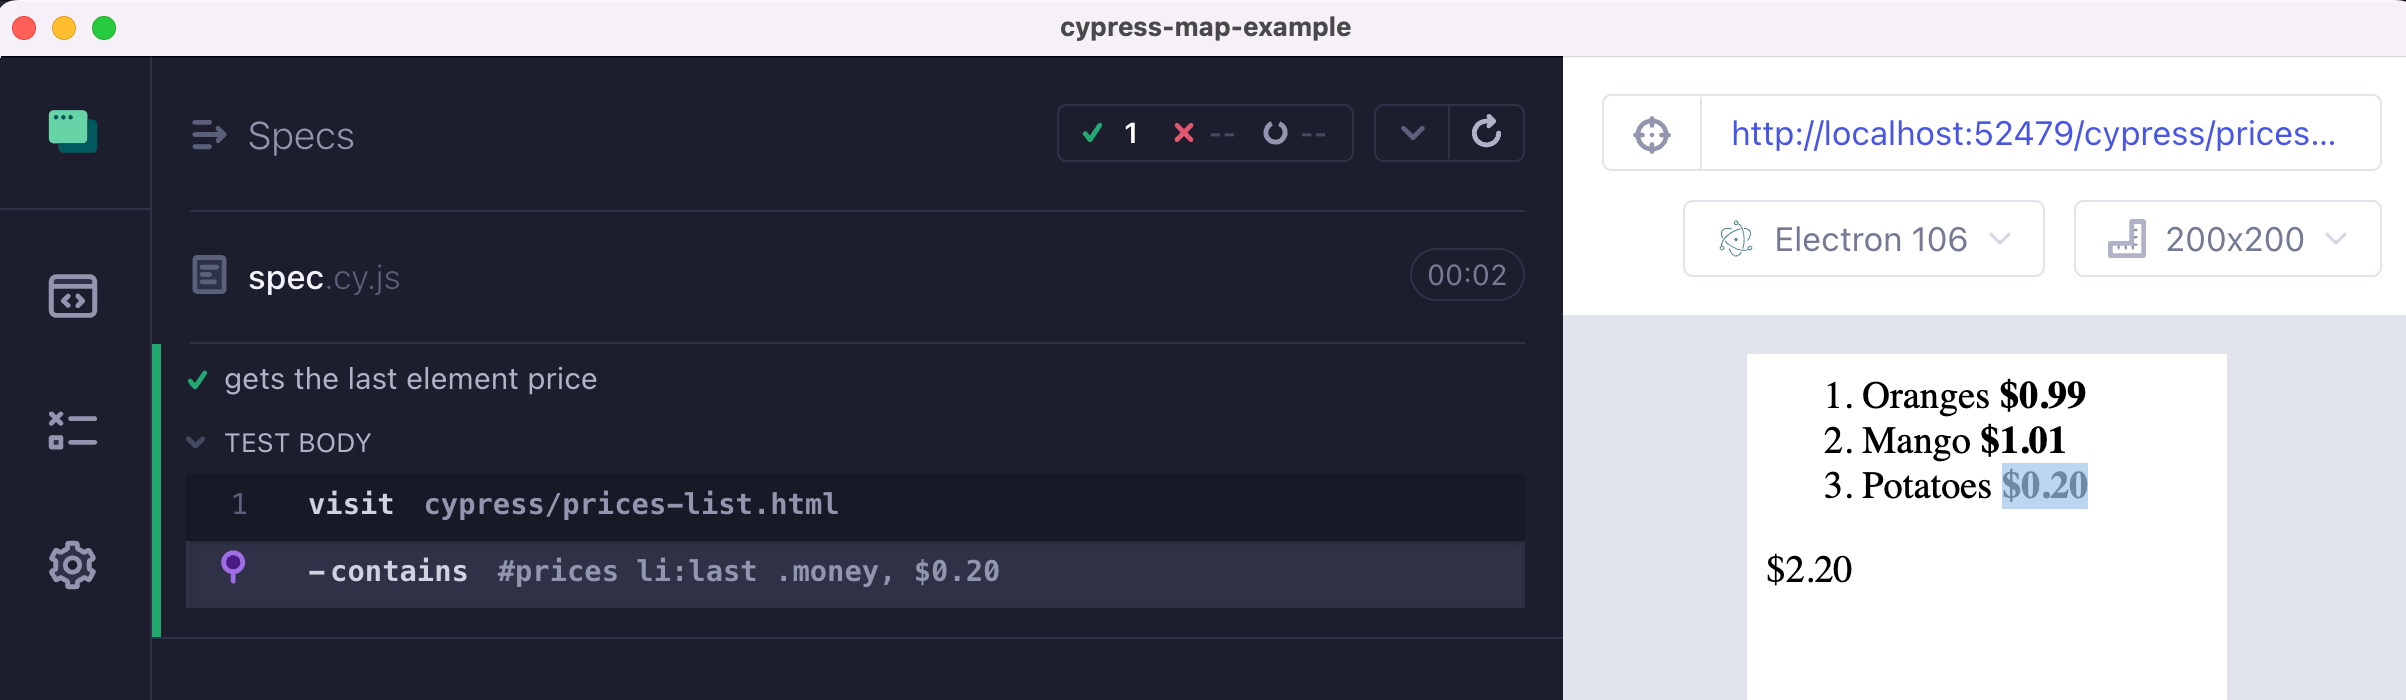 cypress-map-example
Specs
1 -- --
spec.cy.js
00:02
gets the last element price
TEST BODY
1 visit cypress/prices-list.html
-contains #prices li:last .money, $0.20
http://localhost:52479/cypress/prices...
Electron 106
200x200
1. Oranges $0.99
2. Mango $1.01
3. Potatoes $0.20
$2.20